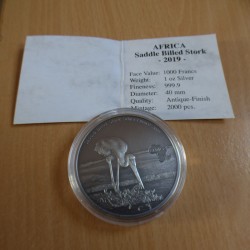 AFRICA
Saddle Billed Stork
- 2019 -
Face Value: 1000 Francs
Weight: 1 oz Silver
Fineness: 999,9
Diameter: 40 mm
Quality: Antique-Finish
Mintage: 2000 pcs.